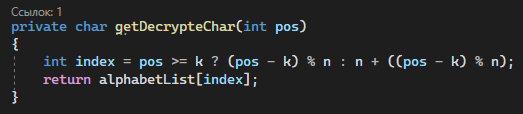 Ссылок: 1
private char getDecrypteChar(int pos)
{
int index = pos >= k ? (pos - k) % n : n + ((pos - k) % n);
return alphabetList[index];
}